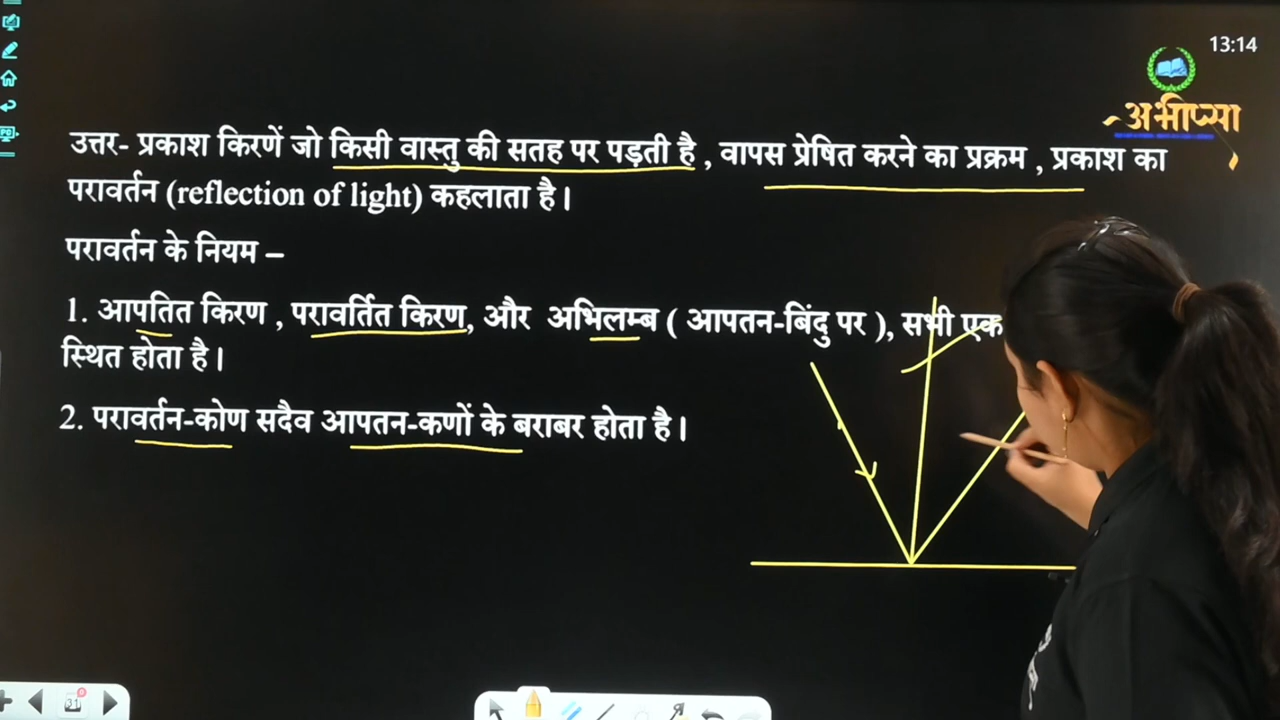 13:14
अभीप्सा
उत्तर- प्रकाश किरणें जो किसी वास्तु की सतह पर पड़ती है , वापस प्रेषित करने का प्रक्रम , प्रकाश का
परावर्तन (reflection of light) कहलाता है।
परावर्तन के नियम –
1. आपतित किरण , परावर्तित किरण, और अभिलम्ब ( आपतन-बिंदु पर ), सभी एक
स्थित होता है।
2. परावर्तन-कोण सदैव आपतन-कणों के बराबर होता है।